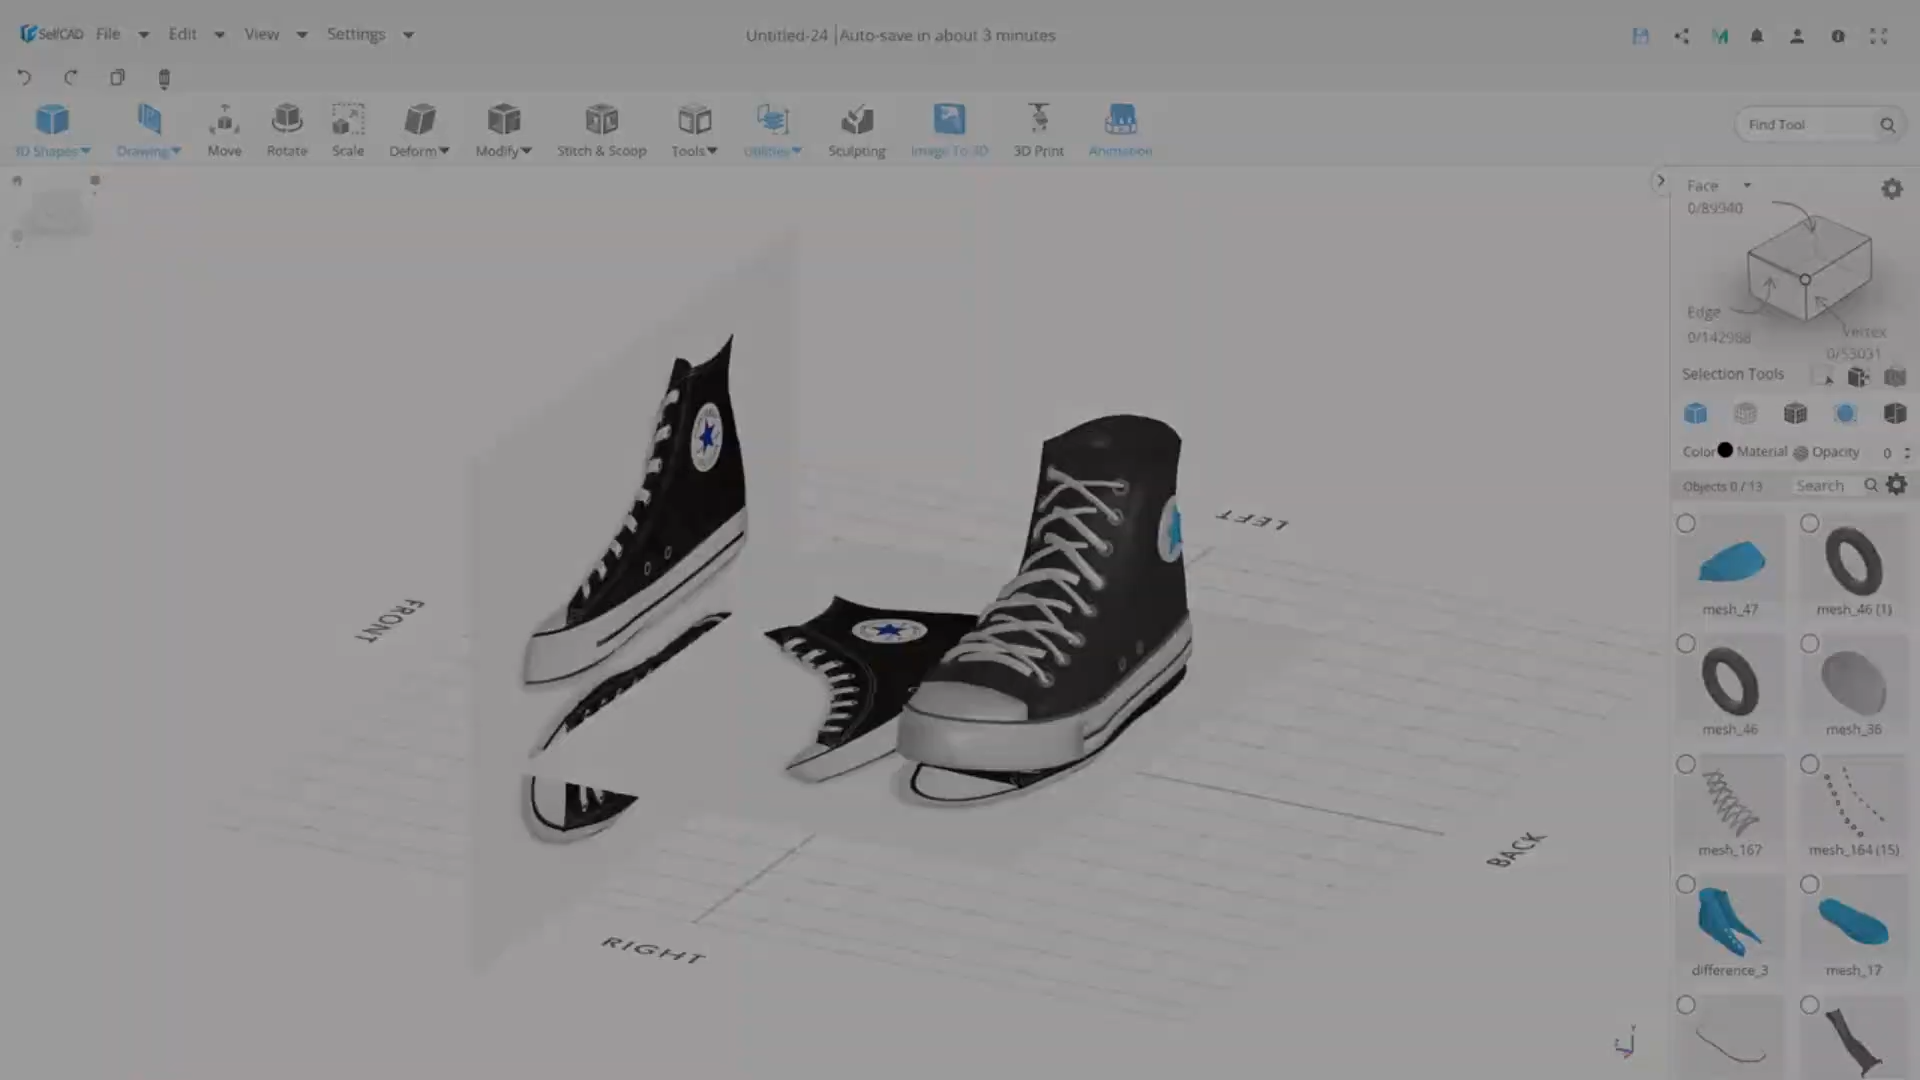 SelfCAD File Edit View Settings
Untitled-24 |Auto-save in about 3 minutes
3D Shapes Drawing Move Rotate Scale Deform Modify Stitch & Scoop Tools Utilities Sculpting Image To 3D 3D Print Animation
Find Tool
Face
0/89940
Edge
0/142988
Vertex
0/53031
Selection Tools
Color Material Opacity 0
Objects 0 / 13 Search
mesh_47 mesh_46 (1)
mesh_46 mesh_36
mesh_167 mesh_164 (15)
difference_3 mesh_17
LEFT
FRONT
BACK
RIGHT